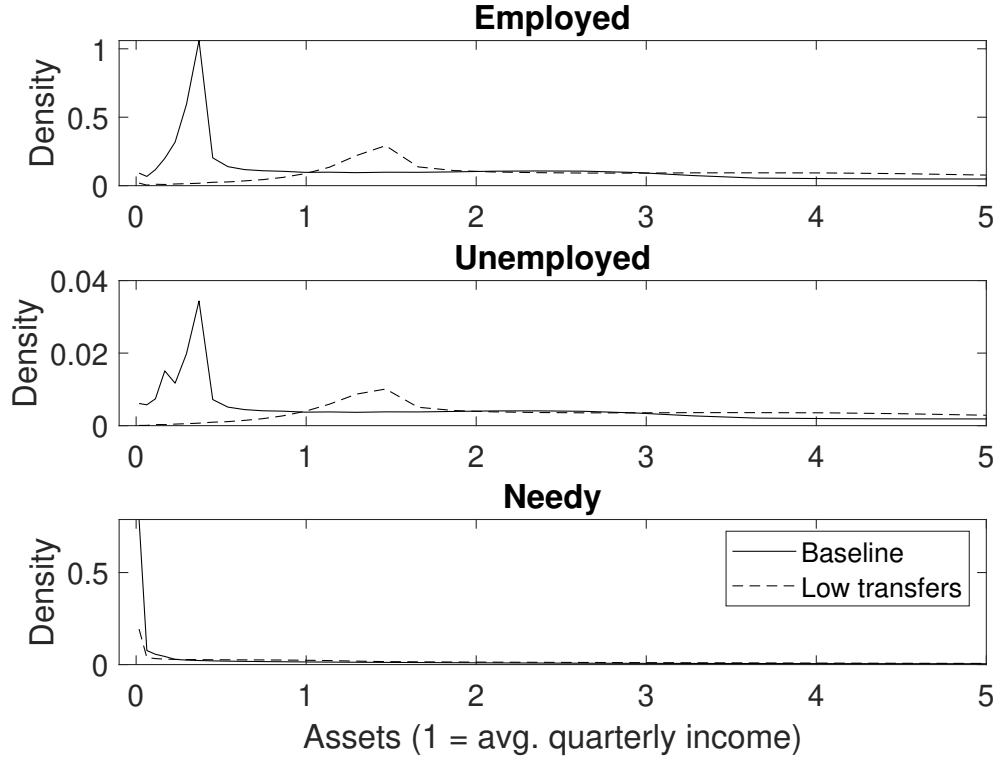 Employed
Density
1
0.5
0
0 1 2 3 4 5
Unemployed
Density
0.04
0.02
0
0 1 2 3 4 5
Needy
Density
0.5
0
Baseline
Low transfers
0 1 2 3 4 5
Assets (1 = avg. quarterly income)